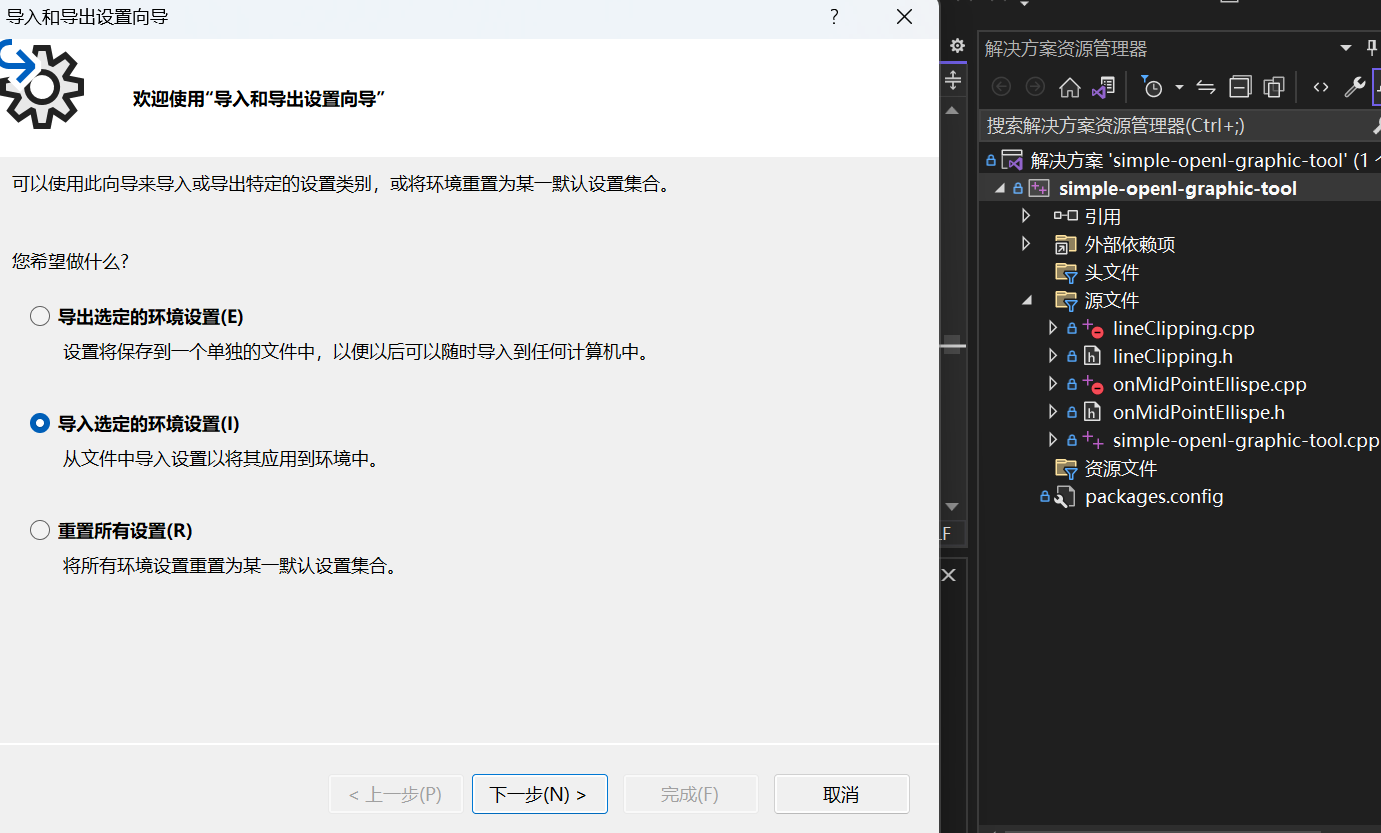 导入和导出设置向导
欢迎使用“导入和导出设置向导”
可以使用此向导来导入或导出特定的设置类别，或将环境重置为某一默认设置集合。
您希望做什么?
导出选定的环境设置(E)
设置将保存到一个单独的文件中，以便以后可以随时导入到任何计算机中。
导入选定的环境设置(I)
从文件中导入设置以将其应用到环境中。
重置所有设置(R)
将所有环境设置重置为某一默认设置集合。
< 上一步(P)
下一步(N) >
完成(F)
取消
解决方案资源管理器
搜索解决方案资源管理器(Ctrl+;)
解决方案 'simple-openl-graphic-tool' (1
simple-openl-graphic-tool
引用
外部依赖项
头文件
源文件
lineClipping.cpp
lineClipping.h
onMidPointEllispe.cpp
onMidPointEllispe.h
simple-openl-graphic-tool.cpp
资源文件
packages.config